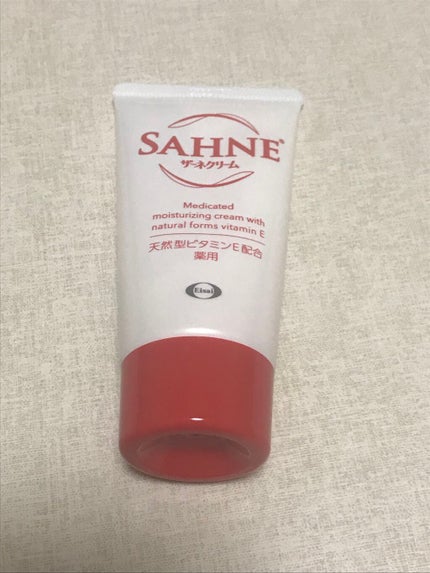 SAHNE®
ザーネクリーム
Medicated
moisturizing cream with
natural forms vitamin E
天然型ビタミンE配合
薬用
Eisai